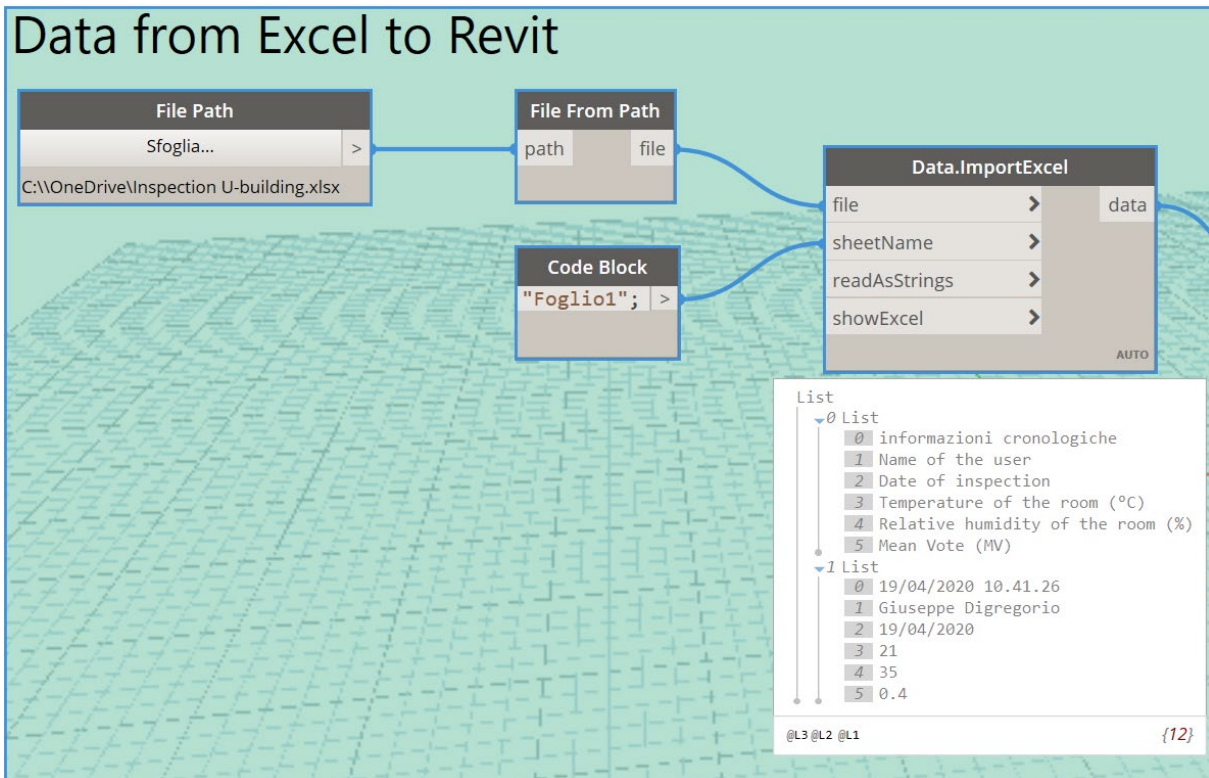 Data from Excel to Revit
File Path
Sfoglia... >
C:\\OneDrive\Inspection U-building.xlsx
File From Path
path file
Code Block
"Foglio1"; >
Data.ImportExcel
file > data
sheetName >
readAsStrings >
showExcel >
AUTO
List
0 List
0 informazioni cronologiche
1 Name of the user
2 Date of inspection
3 Temperature of the room (°C)
4 Relative humidity of the room (%)
5 Mean Vote (MV)
1 List
0 19/04/2020 10.41.26
1 Giuseppe Digregorio
2 19/04/2020
3 21
4 35
5 0.4
@L3 @L2 @L1 {12}